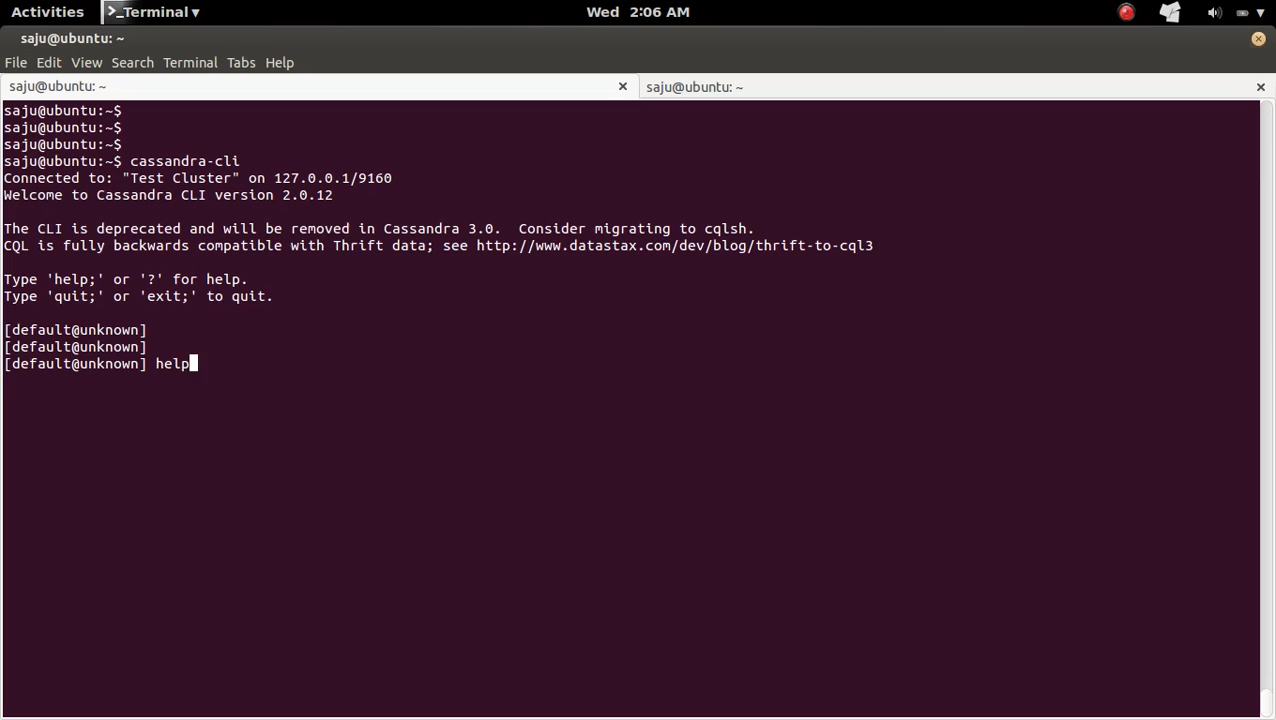 Activities >_Terminal ▾ Wed 2:06 AM
saju@ubuntu: ~
File Edit View Search Terminal Tabs Help
saju@ubuntu: ~ saju@ubuntu: ~
saju@ubuntu:~$
saju@ubuntu:~$
saju@ubuntu:~$
saju@ubuntu:~$ cassandra-cli
Connected to: "Test Cluster" on 127.0.0.1/9160
Welcome to Cassandra CLI version 2.0.12
The CLI is deprecated and will be removed in Cassandra 3.0.  Consider migrating to cqlsh.
CQL is fully backwards compatible with Thrift data; see http://www.datastax.com/dev/blog/thrift-to-cql3
Type 'help;' or '?' for help.
Type 'quit;' or 'exit;' to quit.
[default@unknown]
[default@unknown]
[default@unknown] help